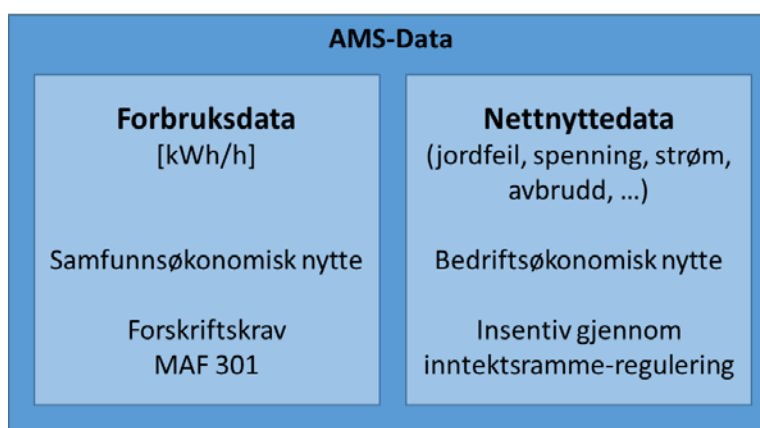 AMS-Data
Forbruksdata
[kWh/h]
Samfunnsøkonomisk nytte
Forskriftskrav
MAF 301
Nettnyttedata
(jordfeil, spenning, strøm,
avbrudd, ...)
Bedriftsøkonomisk nytte
Insentiv gjennom
inntektsramme-regulering